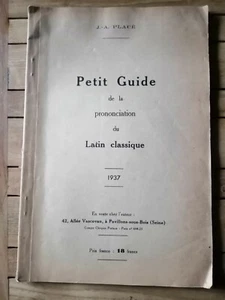 Petit Guide
de la
prononciation
du
Latin classique
1937
En vente chez l'auteur :
42, Allée Vauvert, à Pavillons-sous-Bois (Seine)
Prix franco : 18 francs